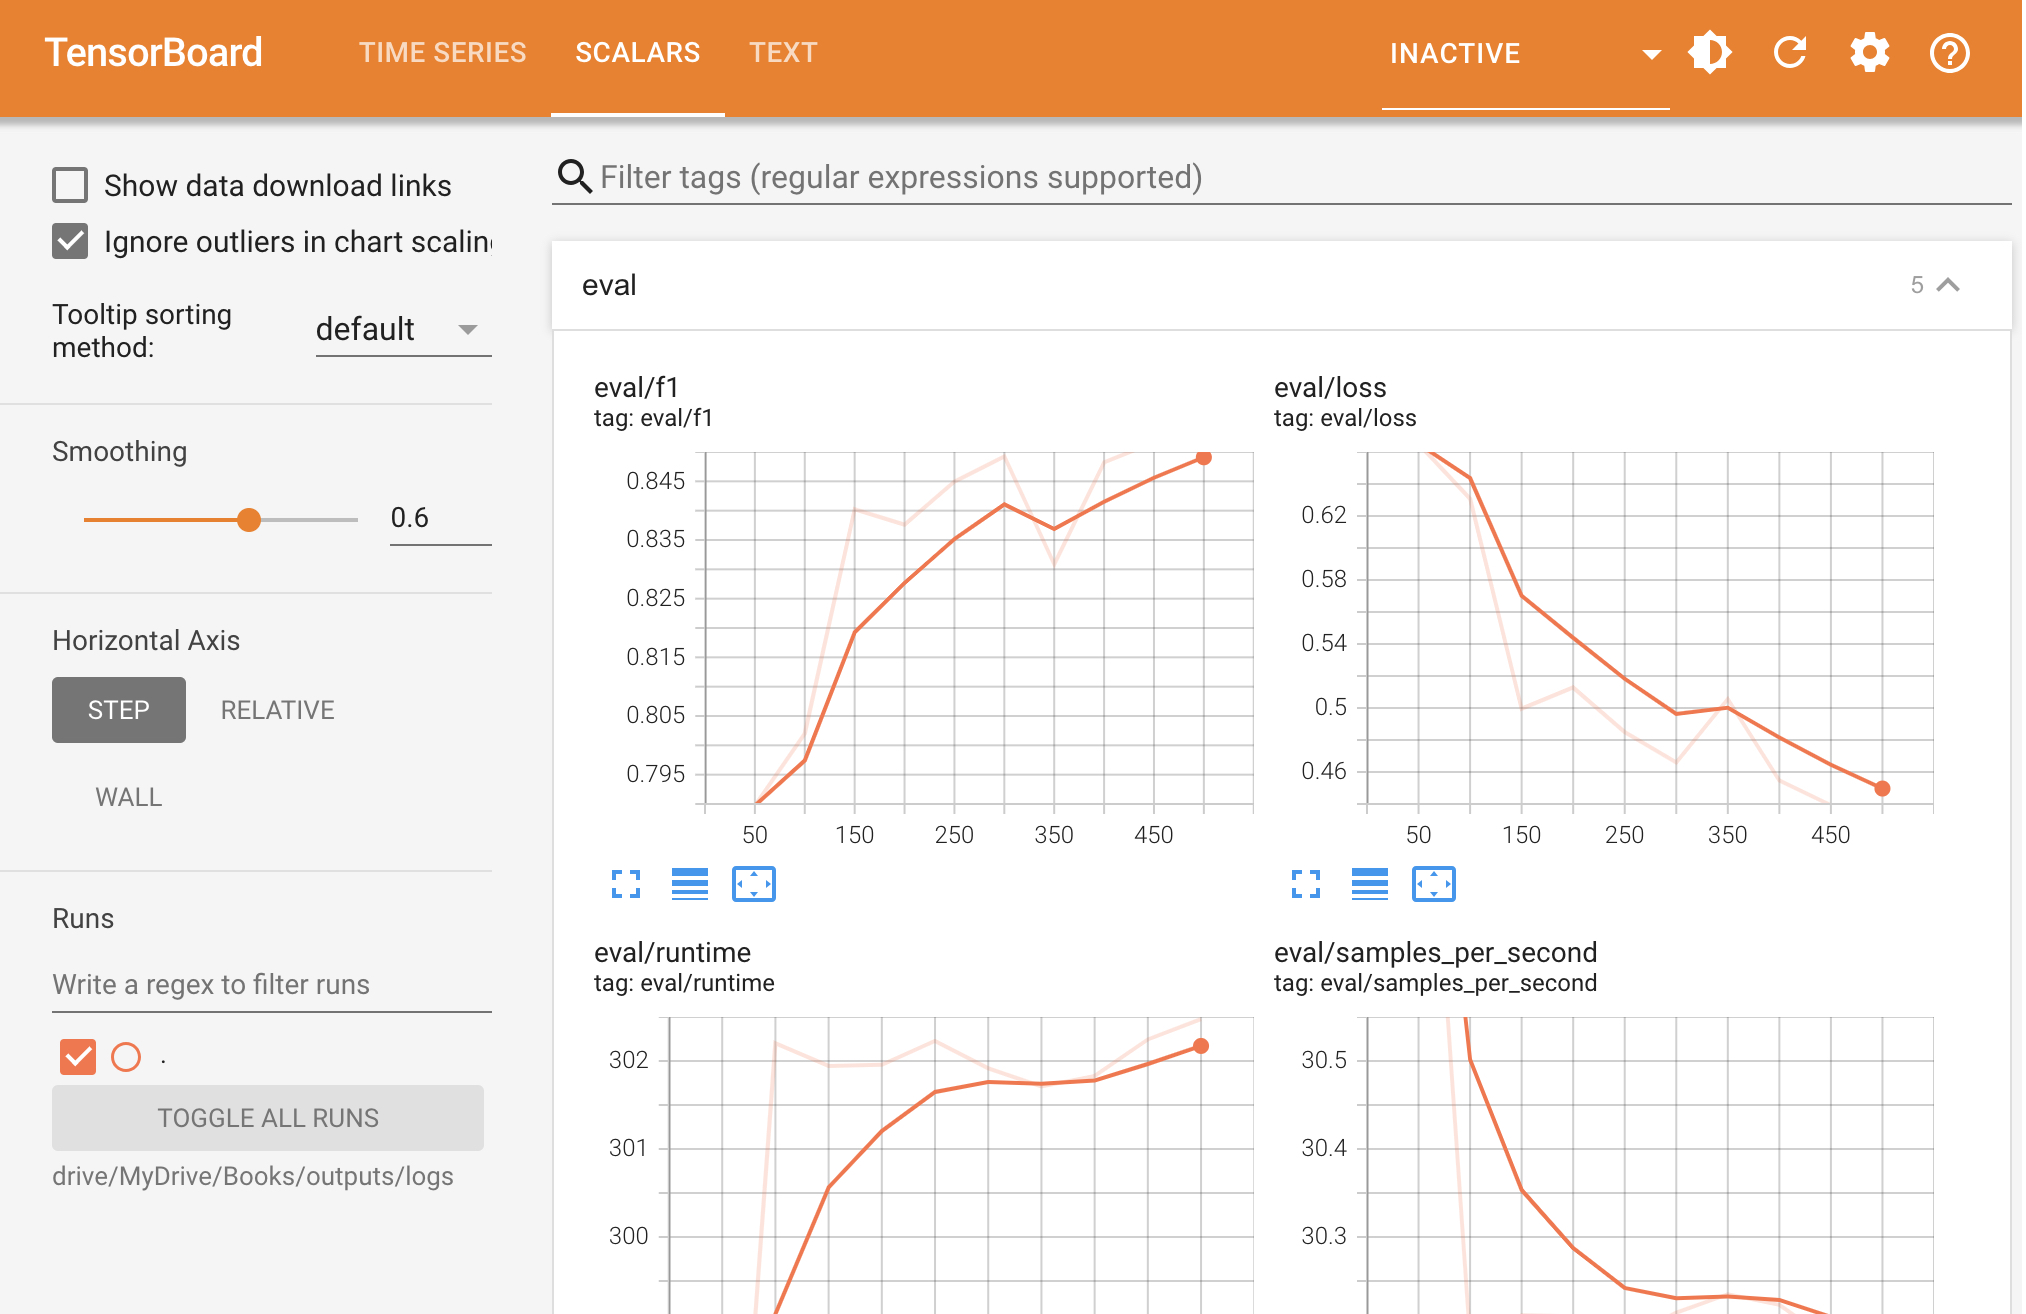 TensorBoard
TIME SERIES
SCALARS
TEXT
INACTIVE
Show data download links
Ignore outliers in chart scaling
Tooltip sorting
method:
default
Smoothing
0.6
Horizontal Axis
STEP
RELATIVE
WALL
Runs
Write a regex to filter runs
.
TOGGLE ALL RUNS
drive/MyDrive/Books/outputs/logs
Filter tags (regular expressions supported)
eval
5
eval/f1
tag: eval/f1
0.845
0.835
0.825
0.815
0.805
0.795
50 150 250 350 450
eval/loss
tag: eval/loss
0.62
0.58
0.54
0.5
0.46
50 150 250 350 450
eval/runtime
tag: eval/runtime
302
301
300
eval/samples_per_second
tag: eval/samples_per_second
30.5
30.4
30.3